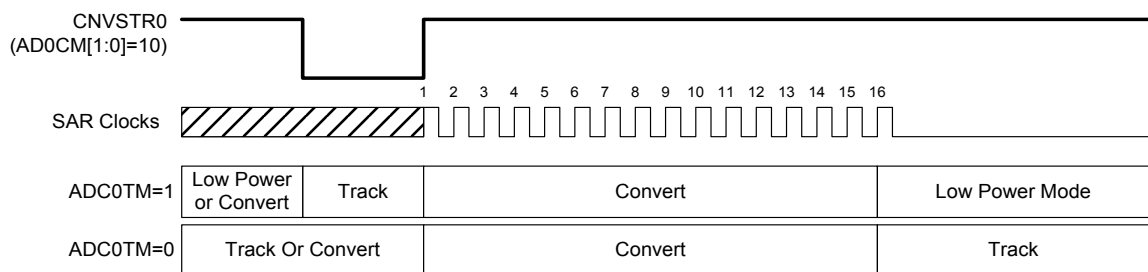 CNVSTR0
(AD0CM[1:0]=10)
1 2 3 4 5 6 7 8 9 10 11 12 13 14 15 16
SAR Clocks
ADC0TM=1
Low Power
or Convert
Track
Convert
Low Power Mode
ADC0TM=0
Track Or Convert
Convert
Track